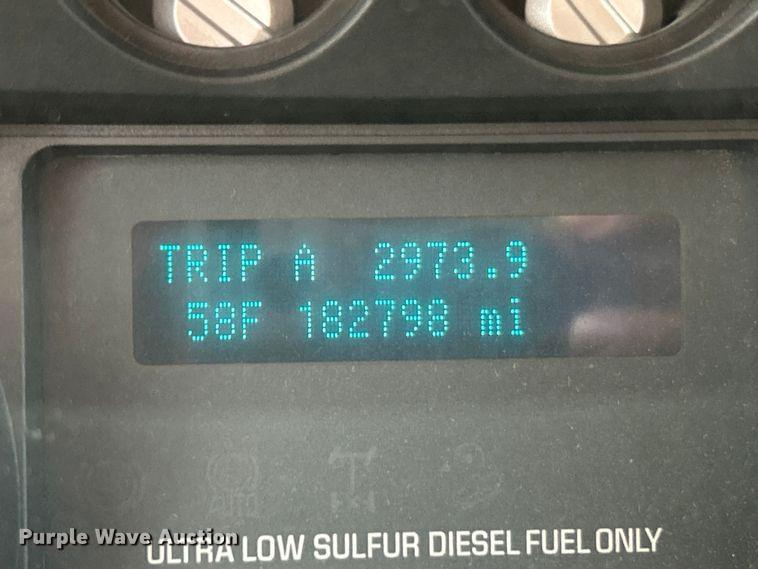 TRIP A 2973.9
58F 182798 mi
Purple Wave Auction
ULTRA LOW SULFUR DIESEL FUEL ONLY